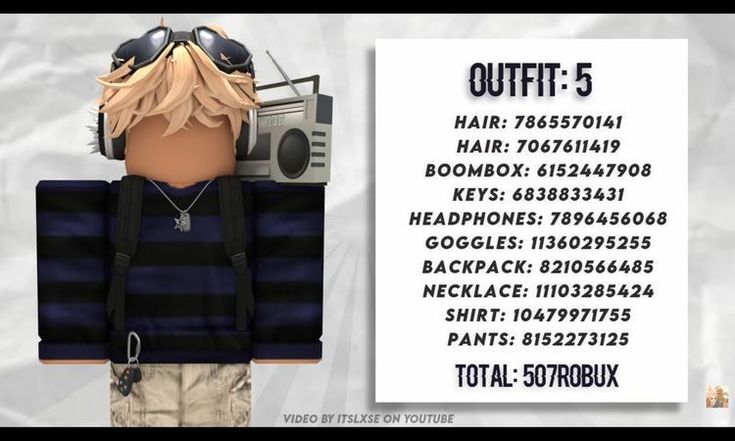 OUTFIT: 5
HAIR: 7865570141
HAIR: 7067611419
BOOMBOX: 6152447908
KEYS: 6838833431
HEADPHONES: 7896456068
GOGGLES: 11360295255
BACKPACK: 8210566485
NECKLACE: 11103285424
SHIRT: 10479971755
PANTS: 8152273125
TOTAL: 507ROBUX
VIDEO BY ITSLXSE ON YOUTUBE